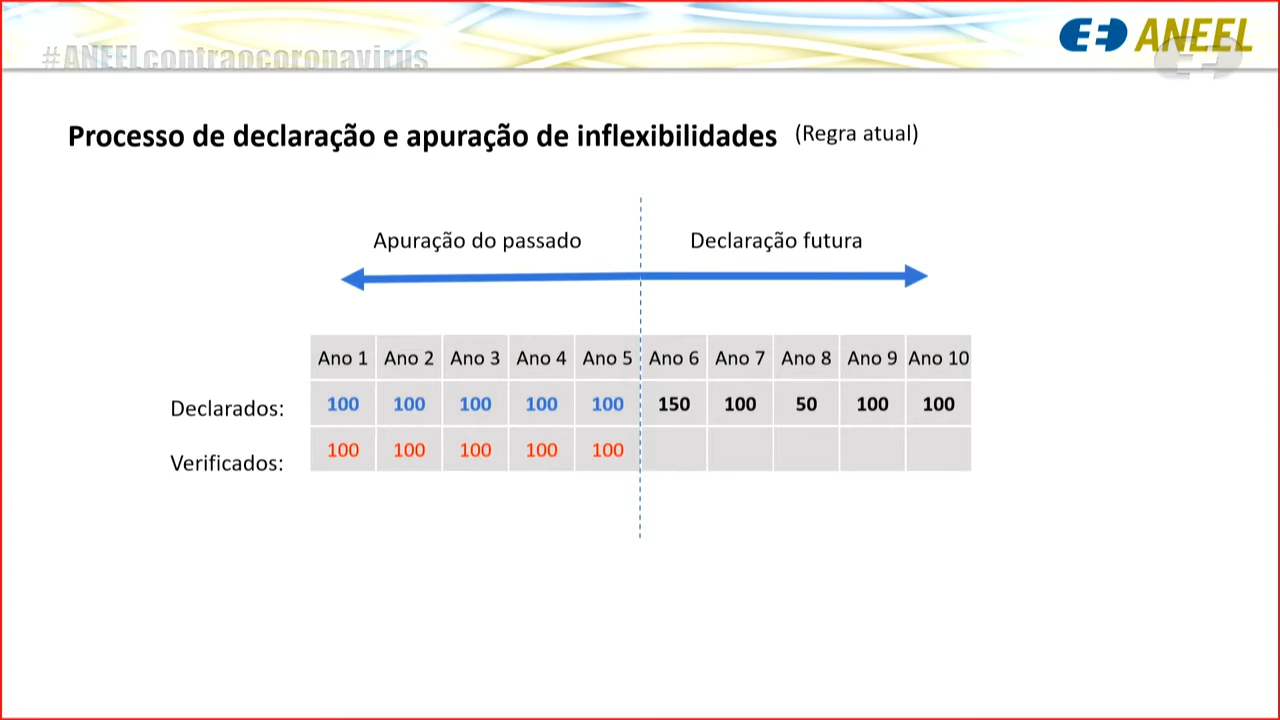 #ANEELcontraocoronavirus
ANEEL
Processo de declaração e apuração de inflexibilidades (Regra atual)
Apuração do passado Declaração futura
Ano 1 Ano 2 Ano 3 Ano 4 Ano 5 Ano 6 Ano 7 Ano 8 Ano 9 Ano 10
Declarados: 100 100 100 100 100 150 100 50 100 100
Verificados: 100 100 100 100 100